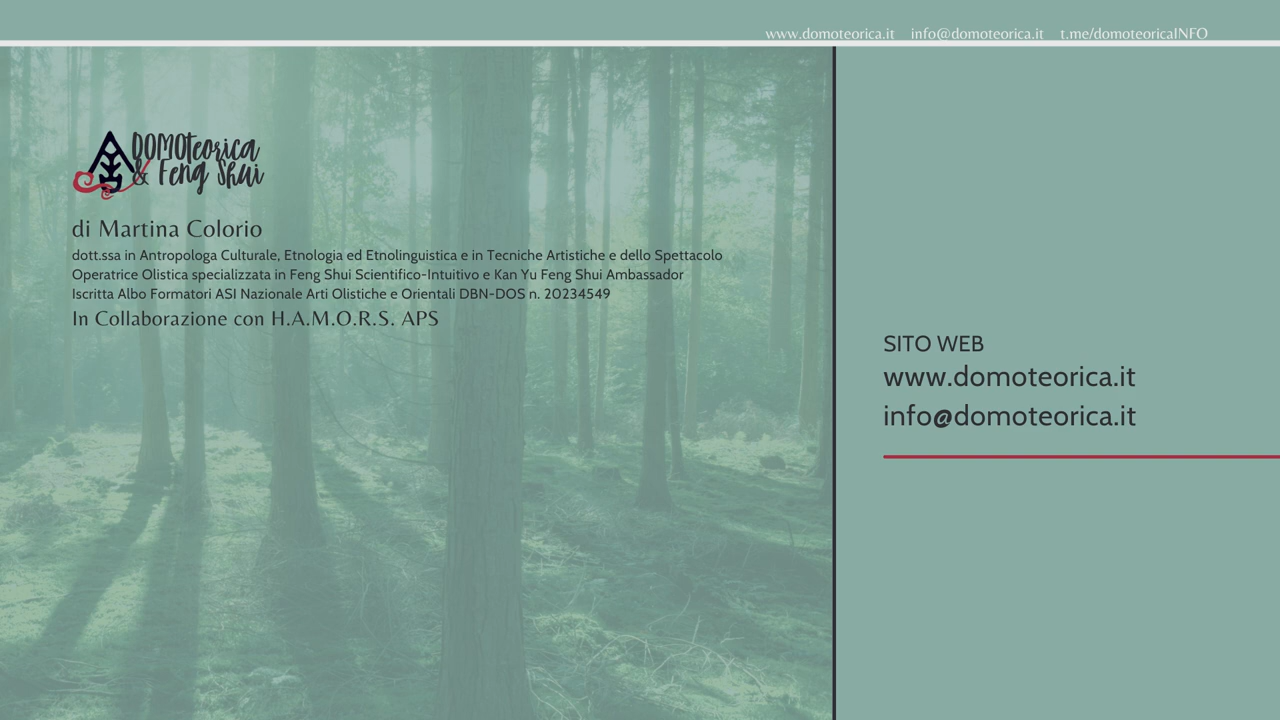 www.domoteorica.it info@domoteorica.it t.me/domoteoricaINFO
DOMOteorica
& Feng Shui
di Martina Colorio
dott.ssa in Antropologa Culturale, Etnologia ed Etnolinguistica e in Tecniche Artistiche e dello Spettacolo
Operatrice Olistica specializzata in Feng Shui Scientifico-Intuitivo e Kan Yu Feng Shui Ambassador
Iscritta Albo Formatori ASI Nazionale Arti Olistiche e Orientali DBN-DOS n. 20234549
In Collaborazione con H.A.M.O.R.S. APS
SITO WEB
www.domoteorica.it
info@domoteorica.it